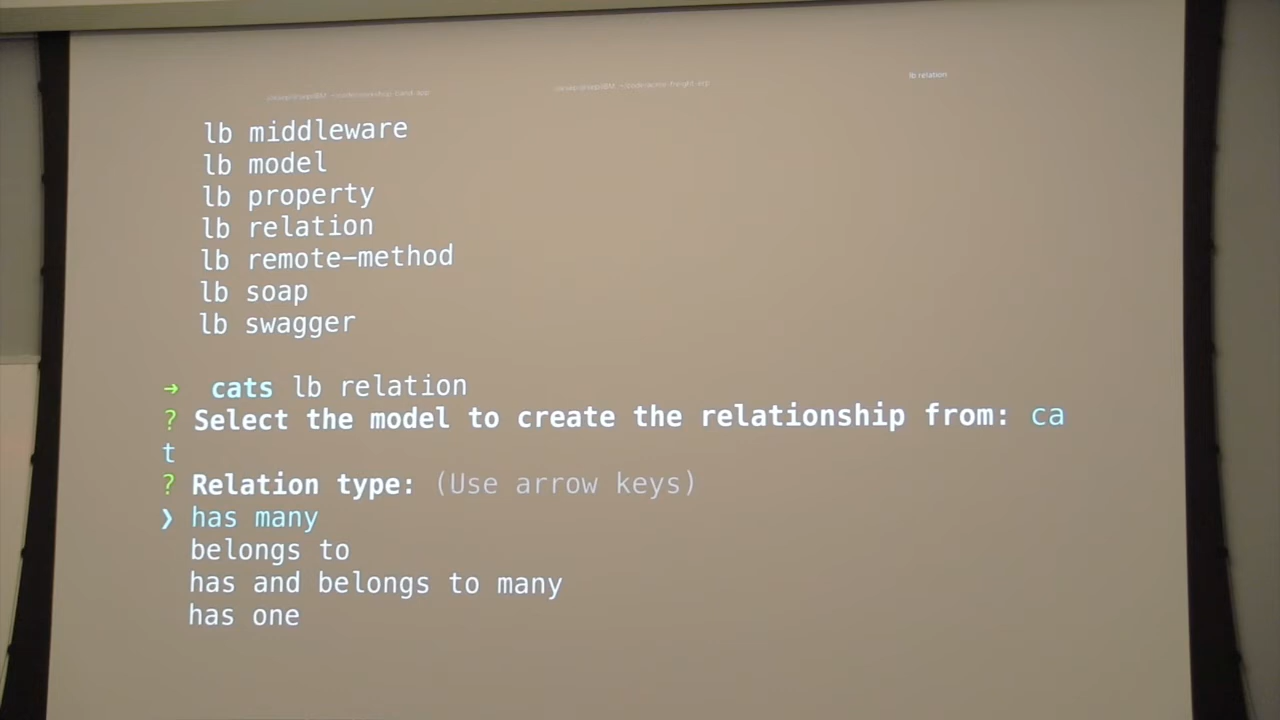 lb relation
lb middleware
lb model
lb property
lb relation
lb remote-method
lb soap
lb swagger
➜ cats lb relation
? Select the model to create the relationship from: ca
t
? Relation type: (Use arrow keys)
❯ has many
belongs to
has and belongs to many
has one